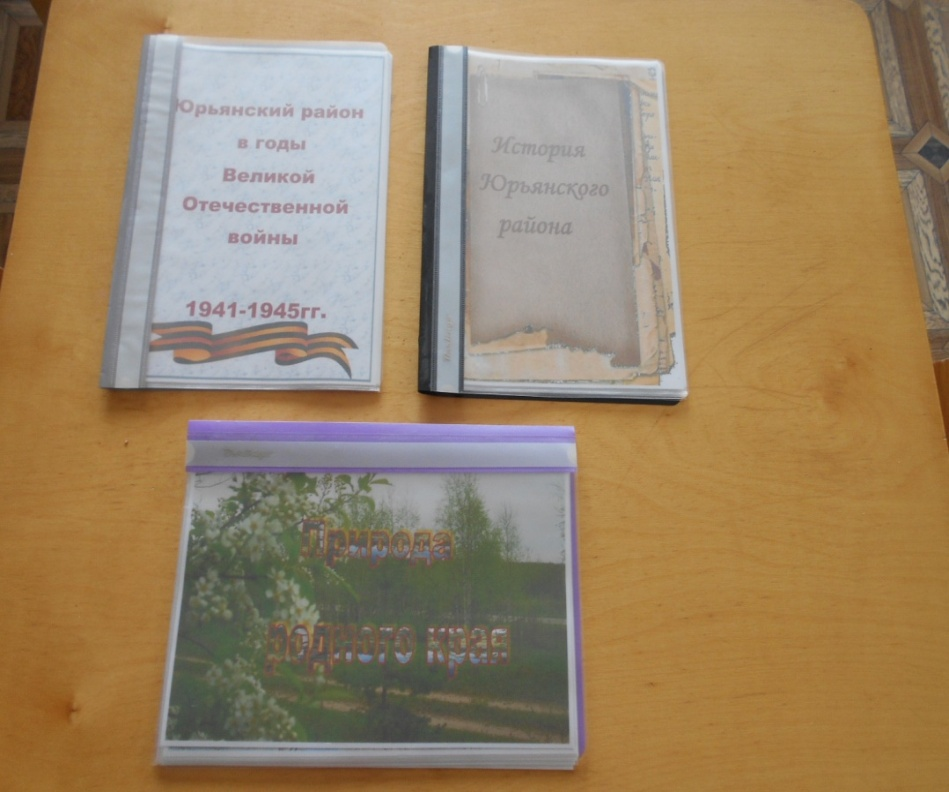 Юрьянский район
в годы
Великой
Отечественной
войны
1941-1945гг.
История
Юрьянского
района
Природа
родного края